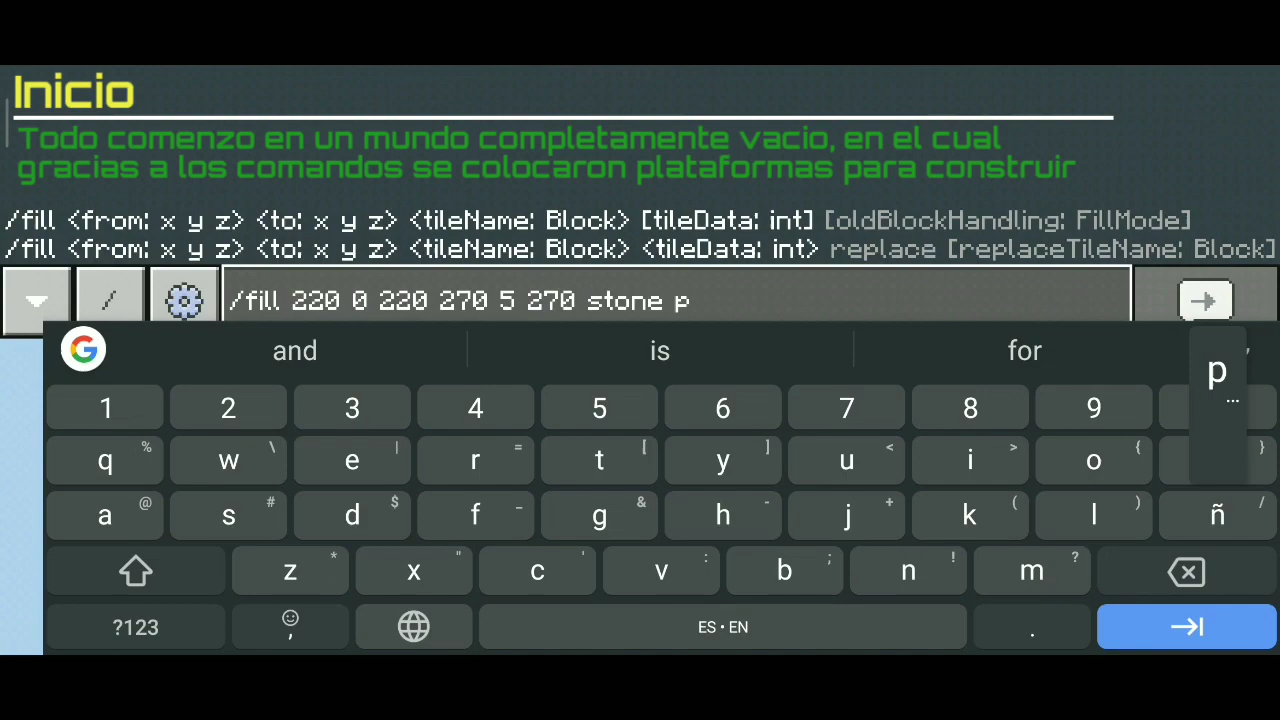 Inicio
Todo comenzo en un mundo completamente vacio, en el cual
gracias a los comandos se colocaron plataformas para construir
/fill <from: x y z> <to: x y z> <tileName: Block> [tileData: int] [oldBlockHandling: FillMode]
/fill <from: x y z> <to: x y z> <tileName: Block> <tileData: int> replace [replaceTileName: Block]
/ /fill 220 0 220 270 5 270 stone p
G and is for
1 2 3 4 5 6 7 8 9 p ...
q % w \ e | r = t [ y ] u < i > o { }
a @ s # d $ f _ g & h - j + k ( l ) ñ /
z * x " c ' v : b ; n ! m ?
?123 , ES • EN .